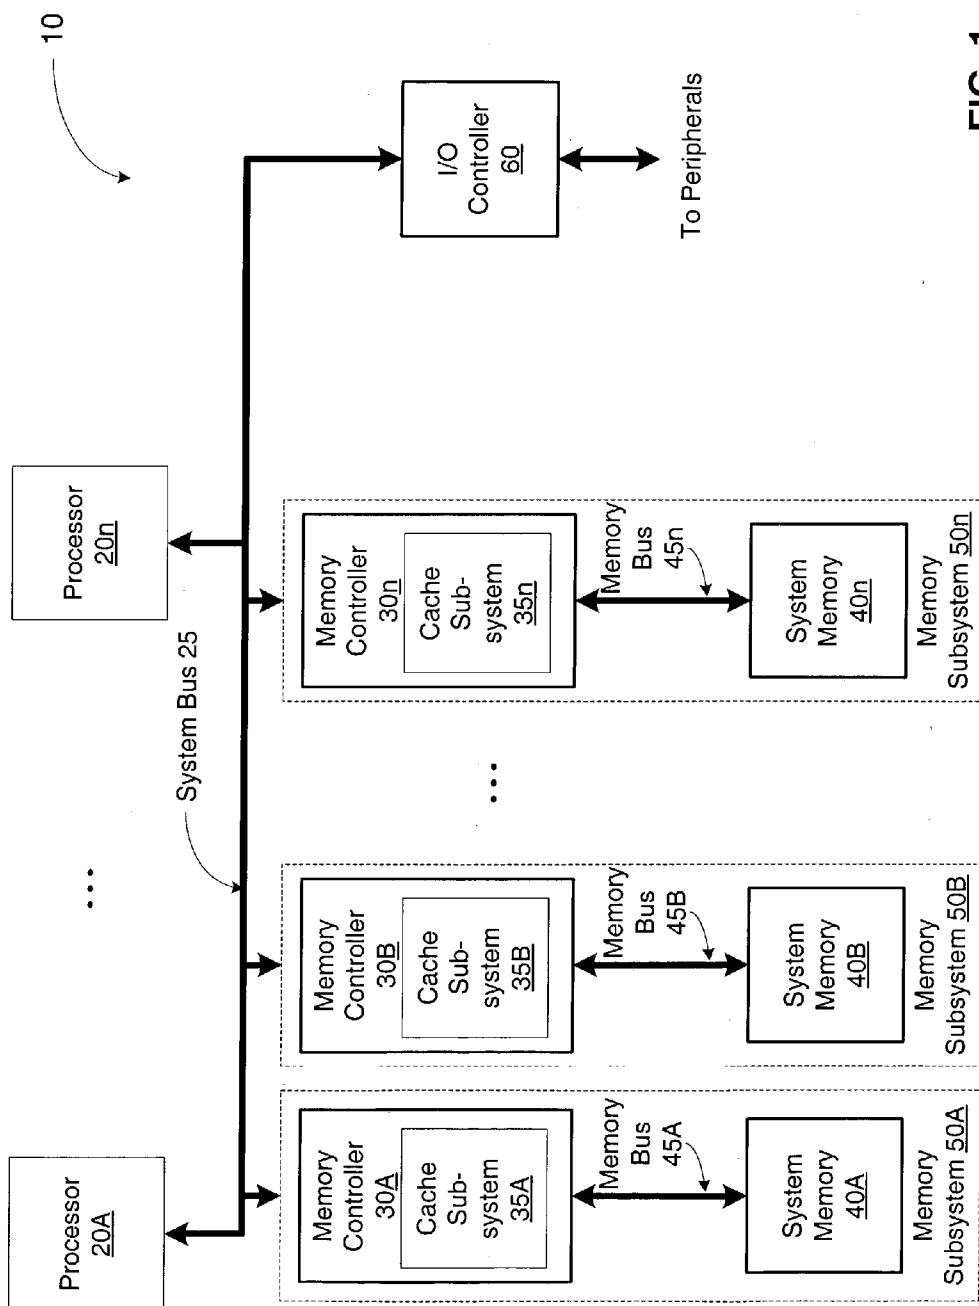 10
Processor
20A
...
Processor
20n
System Bus 25
Memory
Controller
30A
Cache
Sub-
system
35A
Memory
Bus
45A
System
Memory
40A
Memory
Subsystem 50A
Memory
Controller
30B
Cache
Sub-
system
35B
Memory
Bus
45B
System
Memory
40B
Memory
Subsystem 50B
...
Memory
Controller
30n
Cache
Sub-
system
35n
Memory
Bus
45n
System
Memory
40n
Memory
Subsystem 50n
I/O
Controller
60
To Peripherals
FIG. 1